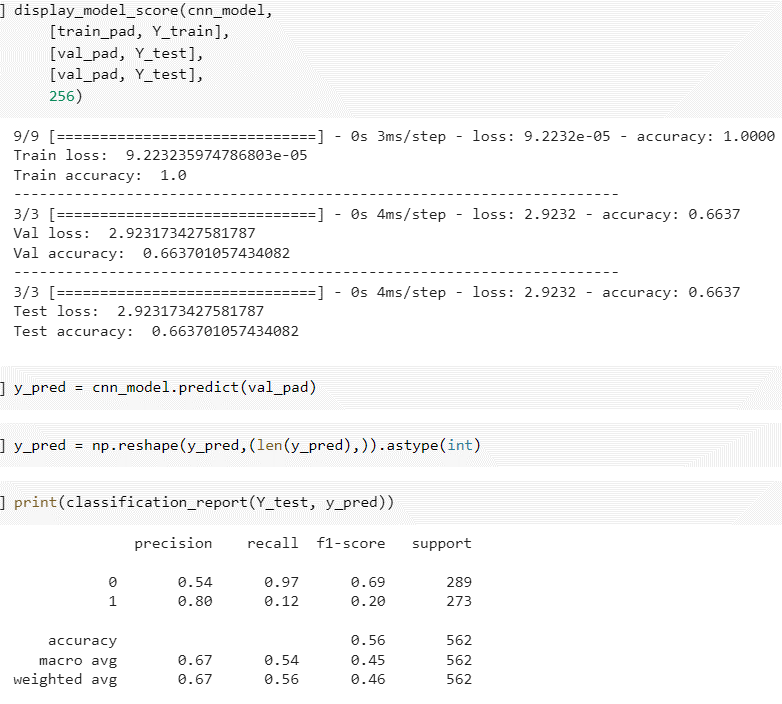 ] display_model_score(cnn_model,
[train_pad, Y_train],
[val_pad, Y_test],
[val_pad, Y_test],
256)
9/9 [==============================] - 0s 3ms/step - loss: 9.2232e-05 - accuracy: 1.0000
Train loss:  9.223235974786803e-05
Train accuracy:  1.0
----------------------------------------------------------------------
3/3 [==============================] - 0s 4ms/step - loss: 2.9232 - accuracy: 0.6637
Val loss:  2.923173427581787
Val accuracy:  0.663701057434082
----------------------------------------------------------------------
3/3 [==============================] - 0s 4ms/step - loss: 2.9232 - accuracy: 0.6637
Test loss:  2.923173427581787
Test accuracy:  0.663701057434082
] y_pred = cnn_model.predict(val_pad)
] y_pred = np.reshape(y_pred,(len(y_pred),)).astype(int)
] print(classification_report(Y_test, y_pred))
precision    recall  f1-score   support
0       0.54      0.97      0.69       289
1       0.80      0.12      0.20       273
accuracy                           0.56       562
macro avg       0.67      0.54      0.45       562
weighted avg       0.67      0.56      0.46       562